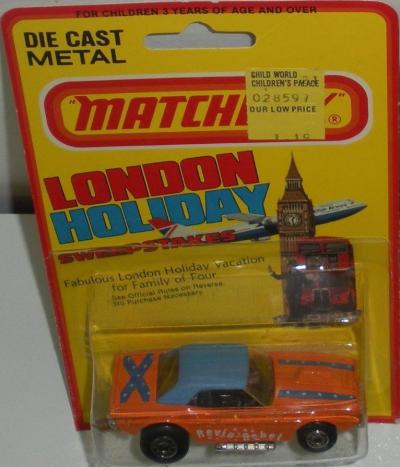 FOR CHILDREN 3 YEARS OF AGE AND OVER
DIE CAST
METAL
CHILD WORLD
CHILDREN'S PALACE
028597
OUR LOW PRICE
"MATCHBOX" ®
LONDON
HOLIDAY
SWEEPSTAKES
Fabulous London Holiday Vacation
for Family of Four
See Official Rules on Reverse.
No Purchase Necessary.